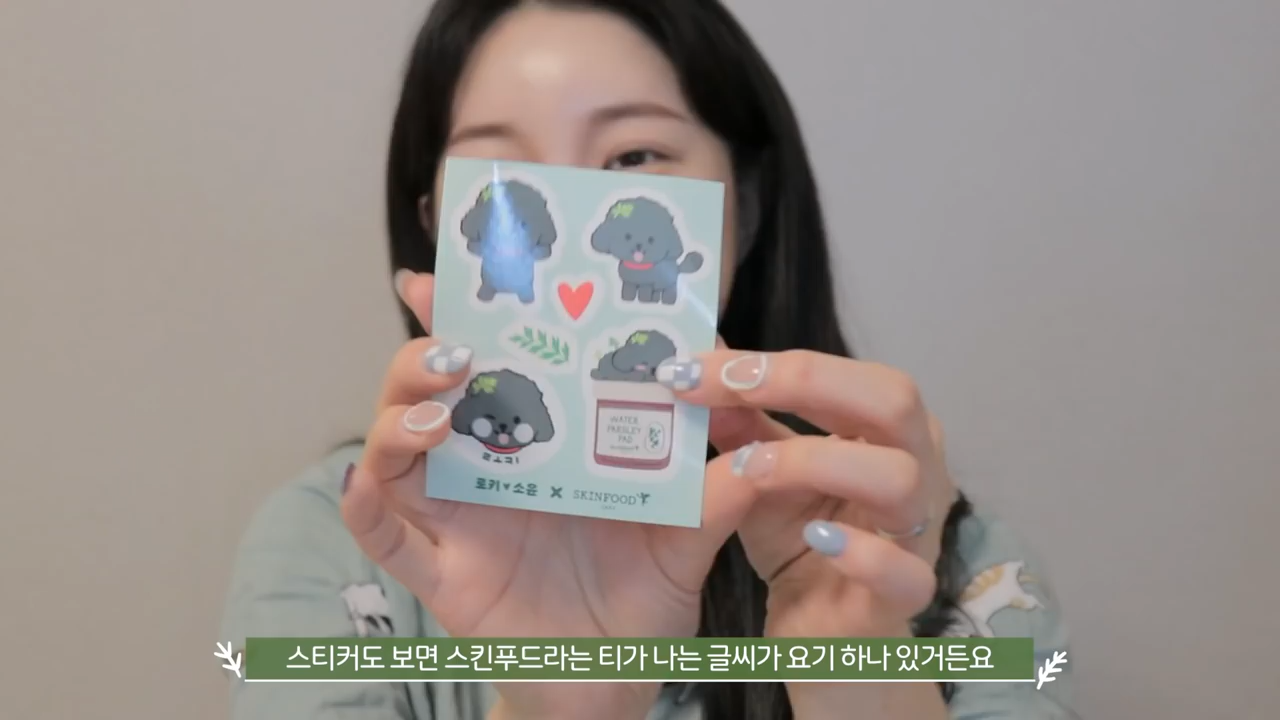 WATER
PARSLEY
PAD
로키
로키♥소윤 X SKINFOOD
스티커도 보면 스킨푸드라는 티가 나는 글씨가 요기 하나 있거든요